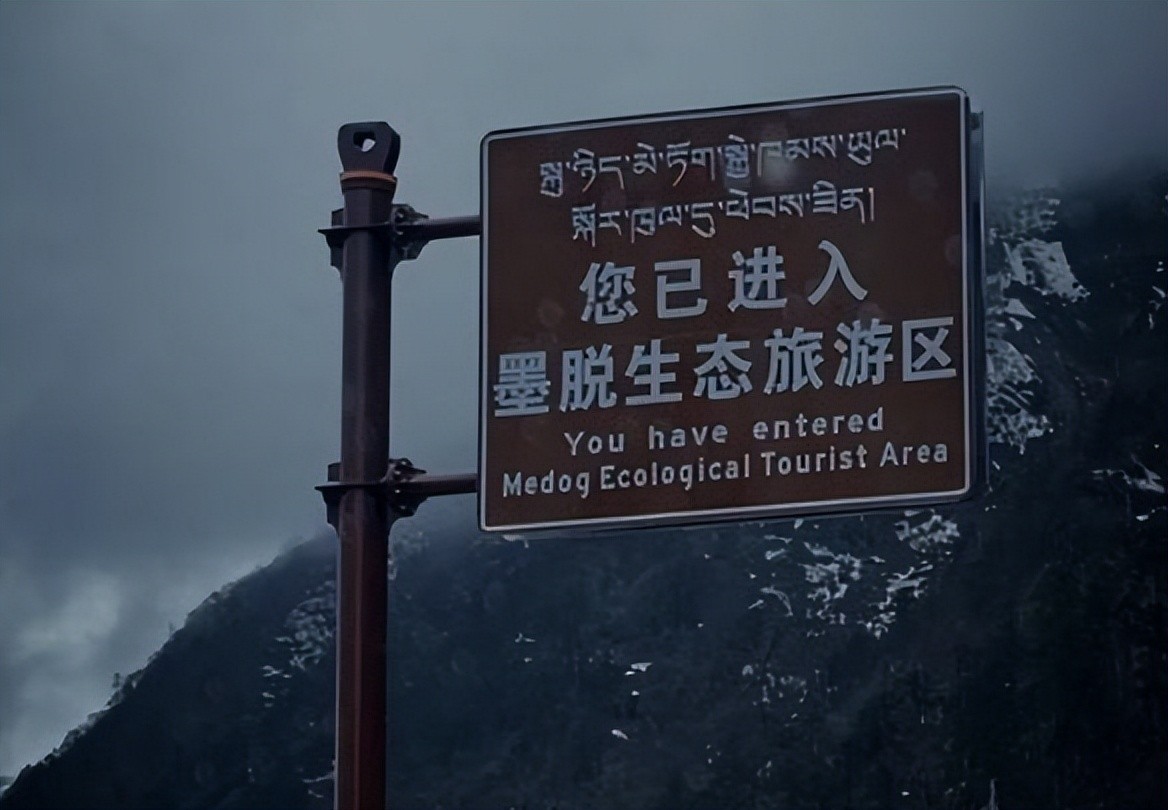 སྐུ་ཉིད་མེ་ཏོག་སྐྱེ་ཁམས་ཡུལ་
སྐོར་ཁུལ་དུ་ཕེབས་ཟིན།
您已进入
墨脱生态旅游区
You have entered
Medog Ecological Tourist Area